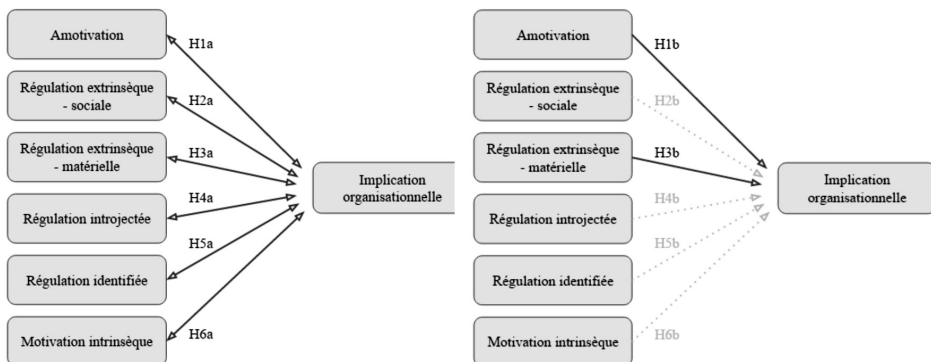 Amotivation
H1a
Régulation extrinsèque
- sociale
H2a
Régulation extrinsèque
- matérielle
H3a
Implication
organisationnelle
H4a
Régulation introjectée
H5a
Régulation identifiée
H6a
Motivation intrinsèque
Amotivation
H1b
Régulation extrinsèque
- sociale
H2b
Régulation extrinsèque
- matérielle
H3b
Implication
organisationnelle
H4b
Régulation introjectée
H5b
Régulation identifiée
H6b
Motivation intrinsèque